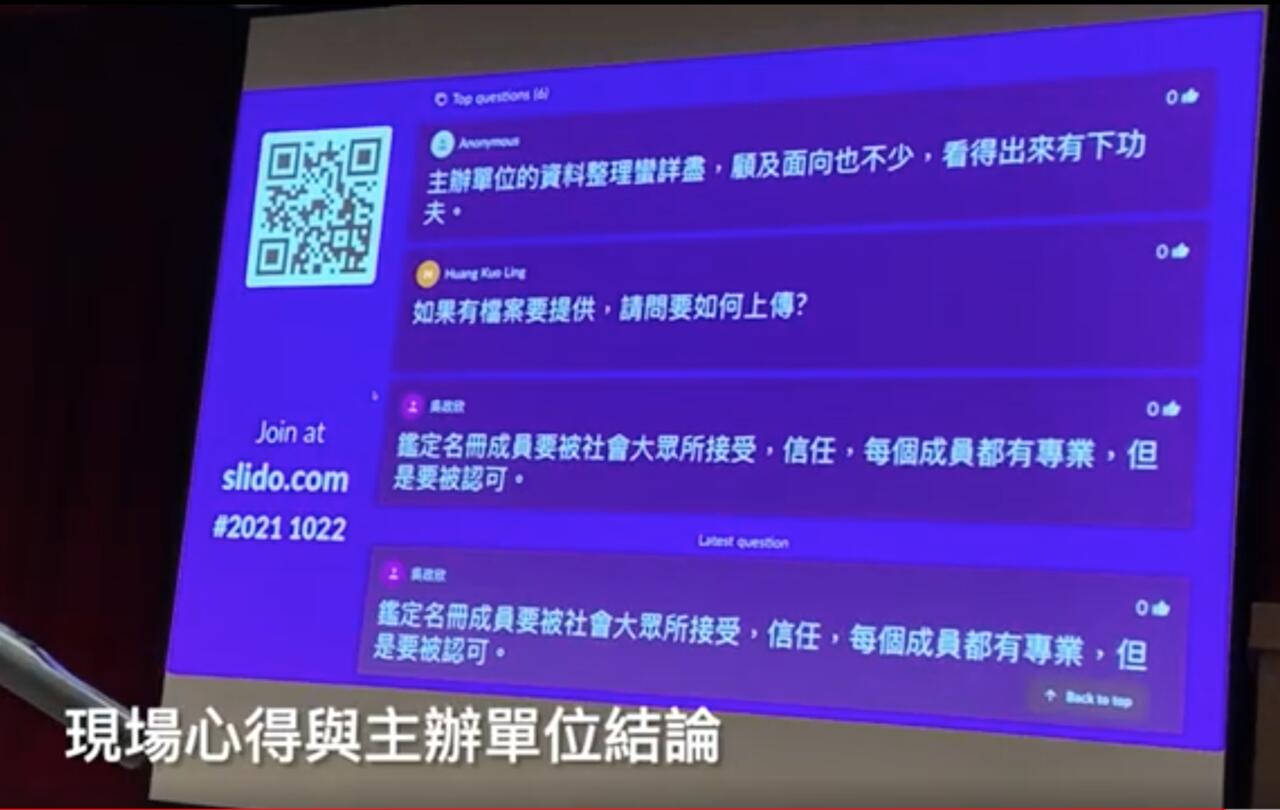 Top questions (6)
Anonymous
0
主辦單位的資料整理蠻詳盡，顧及面向也不少，看得出來有下功
夫。
Huang Kuo Ling
0
如果有檔案要提供，請問要如何上傳?
吳政欣
0
鑑定名冊成員要被社會大眾所接受，信任，每個成員都有專業，但
是要被認可。
Latest question
吳政欣
0
鑑定名冊成員要被社會大眾所接受，信任，每個成員都有專業，但
是要被認可。
Back to top
Join at
slido.com
#2021 1022
現場心得與主辦單位結論